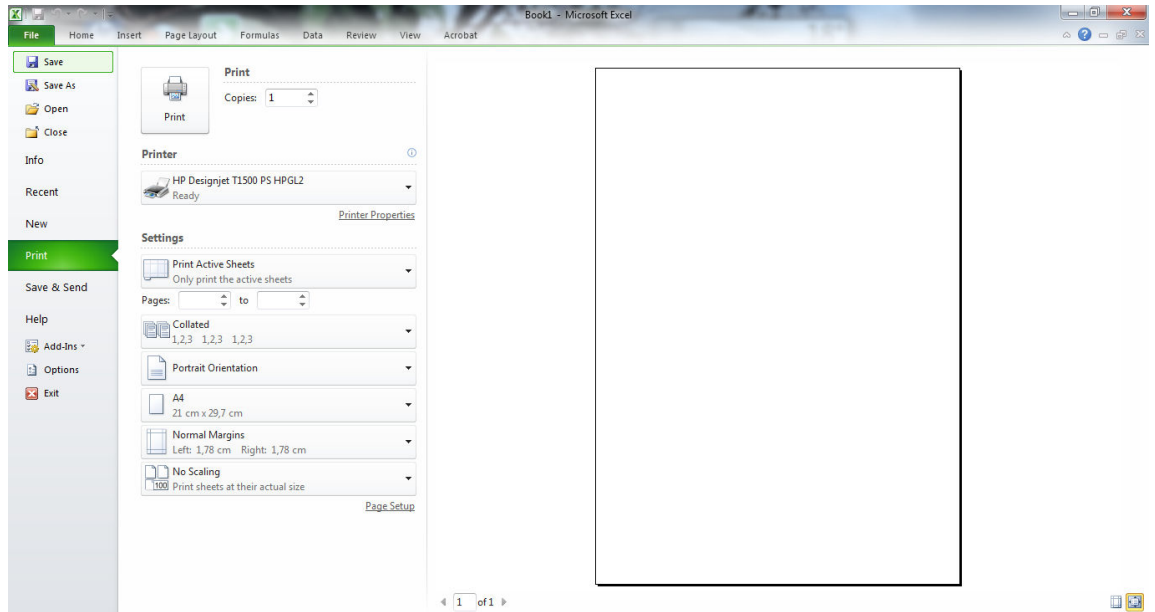 Book1 - Microsoft Excel
File Home Insert Page Layout Formulas Data Review View Acrobat
Save
Save As
Open
Close
Info
Recent
New
Print
Save & Send
Help
Add-Ins
Options
Exit
Print
Print
Copies: 1
Printer
HP Designjet T1500 PS HPGL2
Ready
Printer Properties
Settings
Print Active Sheets
Only print the active sheets
Pages: to
Collated
1,2,3 1,2,3 1,2,3
Portrait Orientation
A4
21 cm x 29,7 cm
Normal Margins
Left: 1,78 cm Right: 1,78 cm
No Scaling
100 Print sheets at their actual size
Page Setup
1 of 1